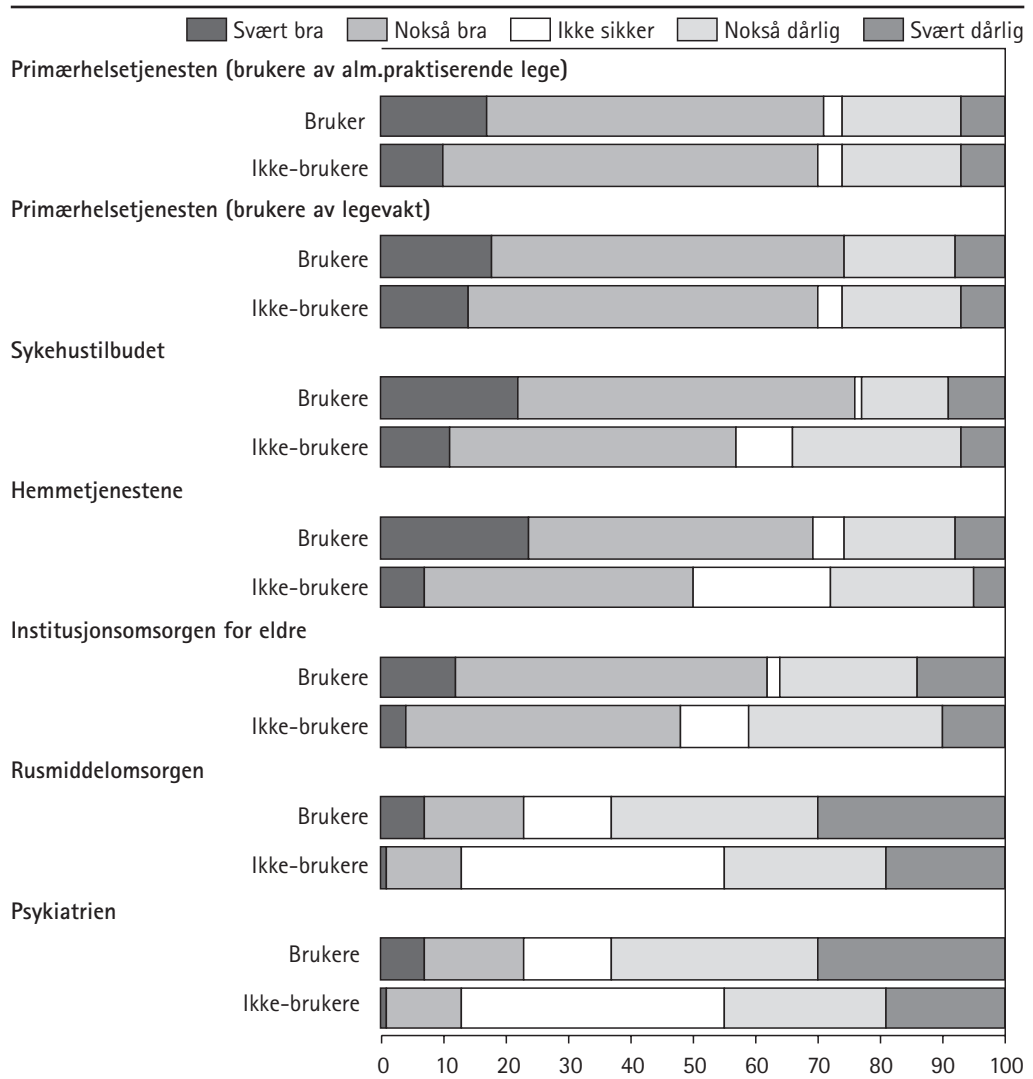 Svært bra Nokså bra Ikke sikker Nokså dårlig Svært dårlig
Primærhelsetjenesten (brukere av alm.praktiserende lege)
Bruker
Ikke-brukere
Primærhelsetjenesten (brukere av legevakt)
Brukere
Ikke-brukere
Sykehustilbudet
Brukere
Ikke-brukere
Hemmetjenestene
Brukere
Ikke-brukere
Institusjonsomsorgen for eldre
Brukere
Ikke-brukere
Rusmiddelomsorgen
Brukere
Ikke-brukere
Psykiatrien
Brukere
Ikke-brukere
0 10 20 30 40 50 60 70 80 90 100